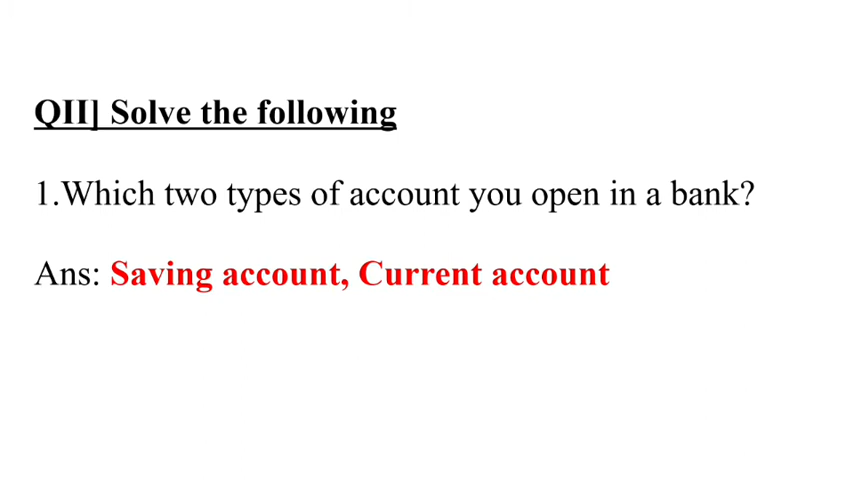 QII] Solve the following
1.Which two types of account you open in a bank?
Ans: Saving account, Current account